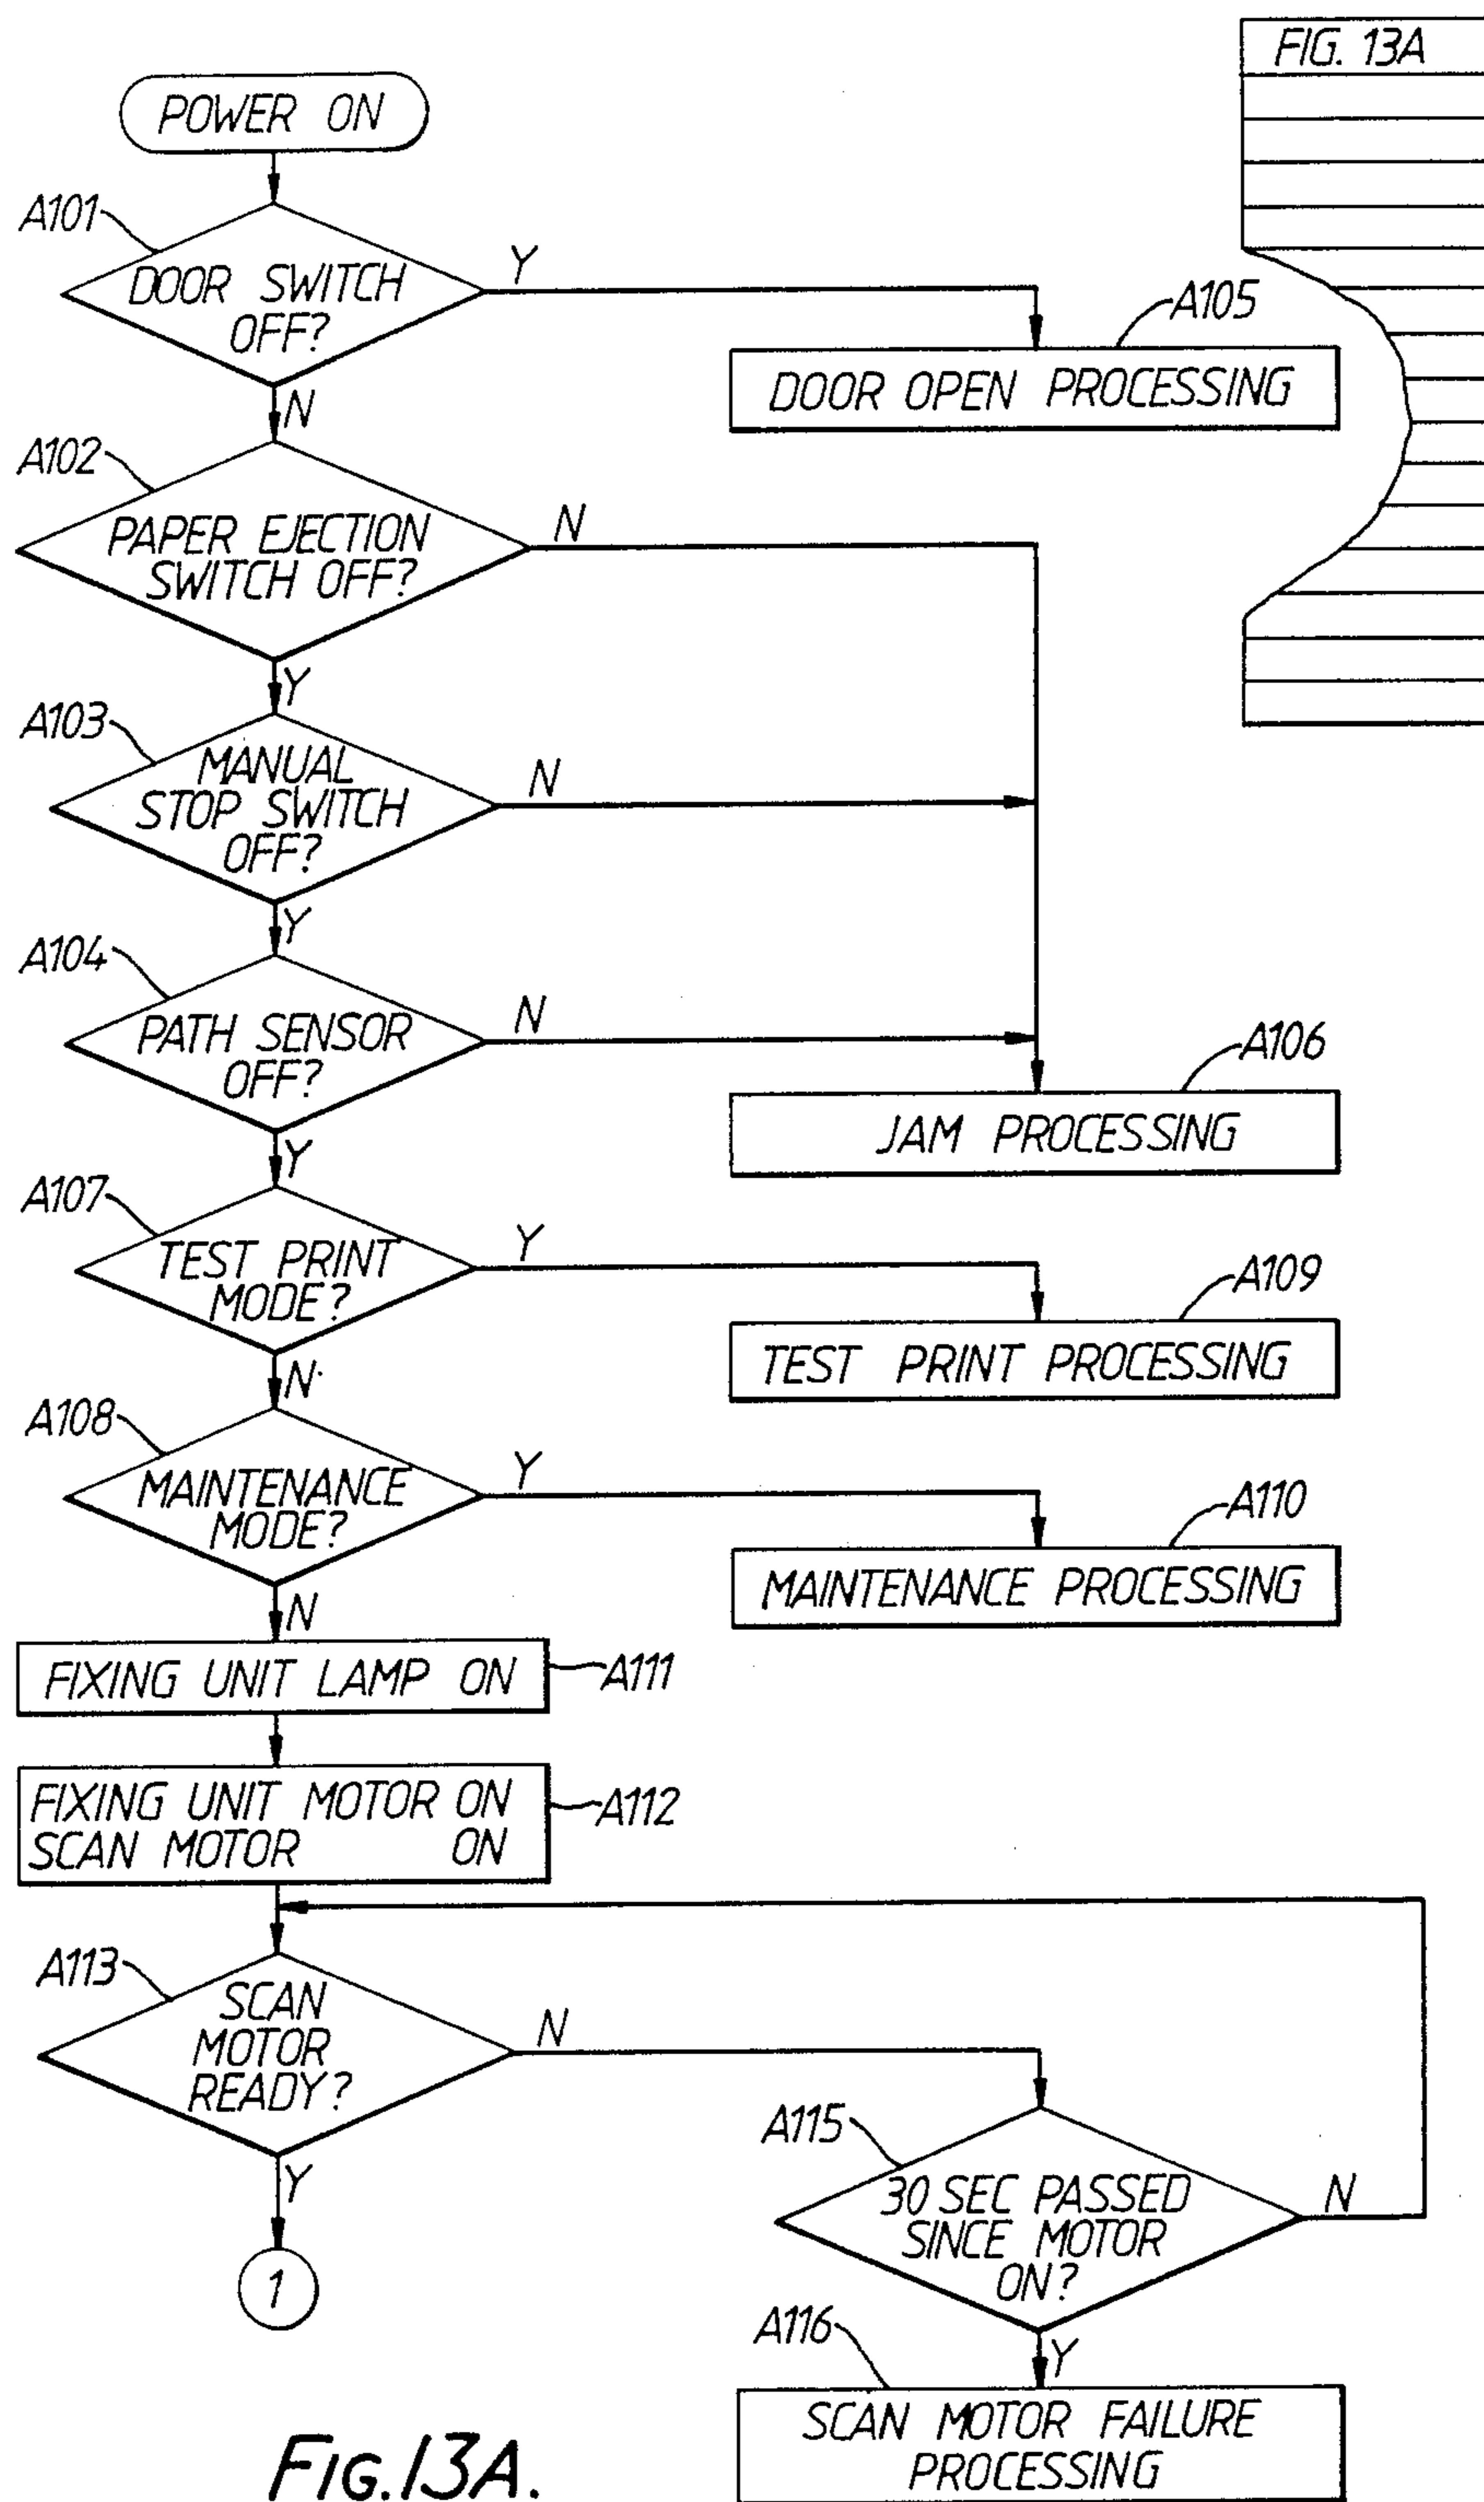 FIG. 13A
POWER ON
A101
DOOR SWITCH
OFF?
Y
N
A105
DOOR OPEN PROCESSING
A102
PAPER EJECTION
SWITCH OFF?
N
Y
A103
MANUAL
STOP SWITCH
OFF?
N
Y
A104
PATH SENSOR
OFF?
N
Y
A106
JAM PROCESSING
A107
TEST PRINT
MODE?
Y
N
A109
TEST PRINT PROCESSING
A108
MAINTENANCE
MODE?
Y
N
A110
MAINTENANCE PROCESSING
FIXING UNIT LAMP ON
A111
FIXING UNIT MOTOR ON
SCAN MOTOR ON
A112
A113
SCAN
MOTOR
READY?
N
Y
1
A115
30 SEC PASSED
SINCE MOTOR
ON?
N
Y
A116
SCAN MOTOR FAILURE
PROCESSING
FIG.13A.